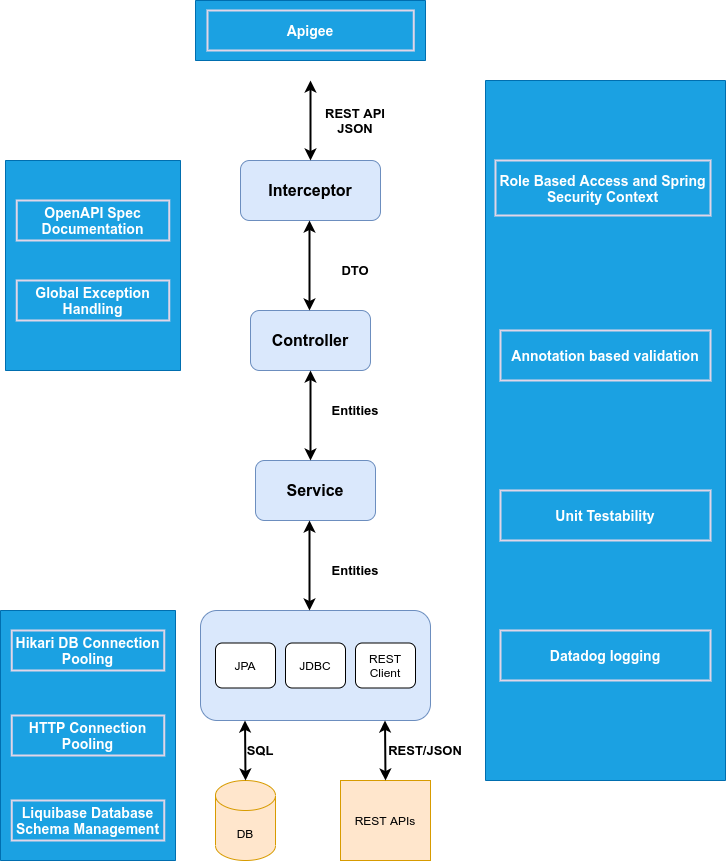 Apigee
REST API
JSON
Interceptor
Role Based Access and Spring
Security Context
OpenAPI Spec
Documentation
DTO
Global Exception
Handling
Controller
Annotation based validation
Entities
Service
Unit Testability
Entities
Hikari DB Connection
Pooling
JPA
JDBC
REST
Client
Datadog logging
HTTP Connection
Pooling
SQL
REST/JSON
Liquibase Database
Schema Management
DB
REST APIs